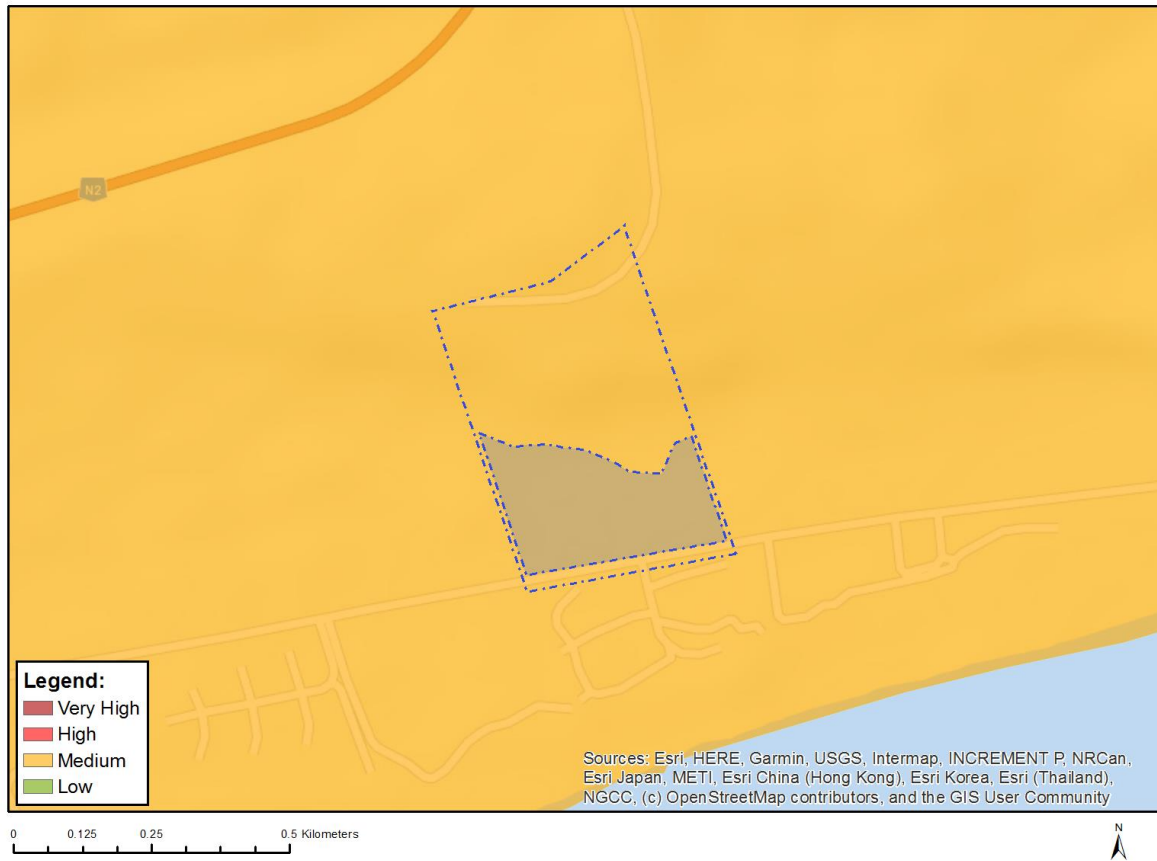 N2
Legend:
Very High
High
Medium
Low
Sources: Esri, HERE, Garmin, USGS, Intermap, INCREMENT P, NRCan,
Esri Japan, METI, Esri China (Hong Kong), Esri Korea, Esri (Thailand),
NGCC, (c) OpenStreetMap contributors, and the GIS User Community
0 0.125 0.25 0.5 Kilometers
N